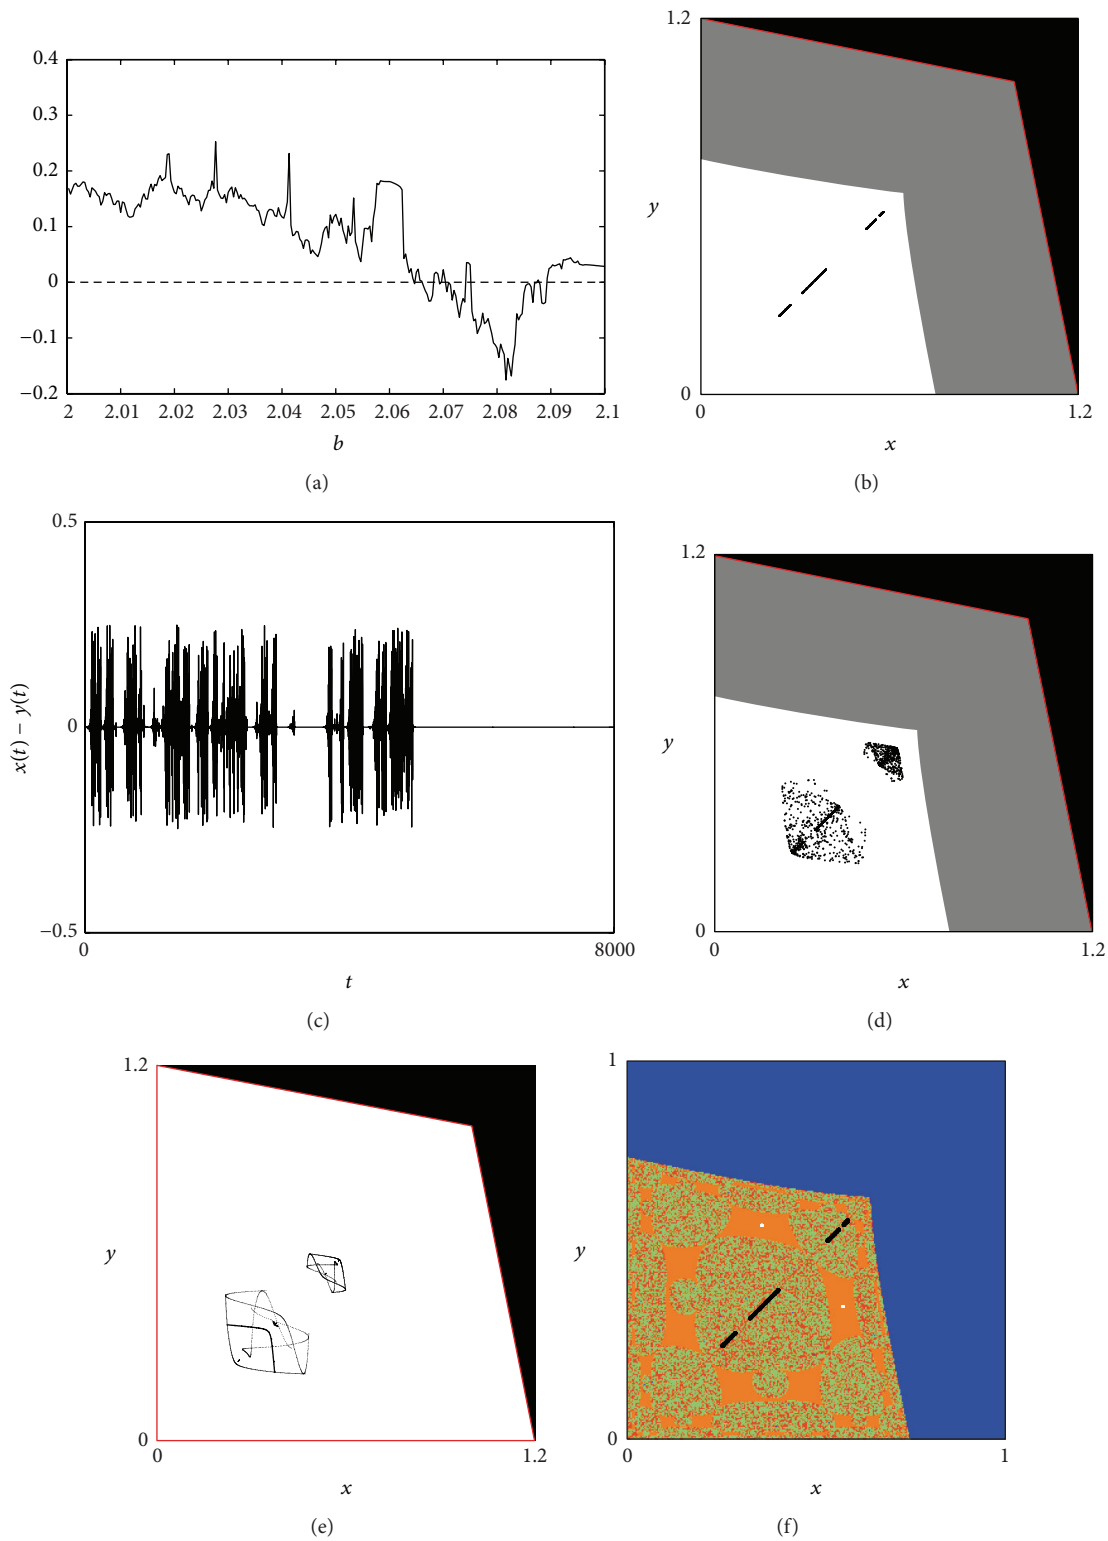 0.4
0.3
0.2
0.1
0
−0.1
−0.2
2 2.01 2.02 2.03 2.04 2.05 2.06 2.07 2.08 2.09 2.1
b
(a)
1.2
y
0
0 1.2
x
(b)
0.5
x(t) − y(t)
0
−0.5
0 8000
t
(c)
1.2
y
0
0 1.2
x
(d)
1.2
y
0
0 1.2
x
(e)
1
y
0
0 1
x
(f)